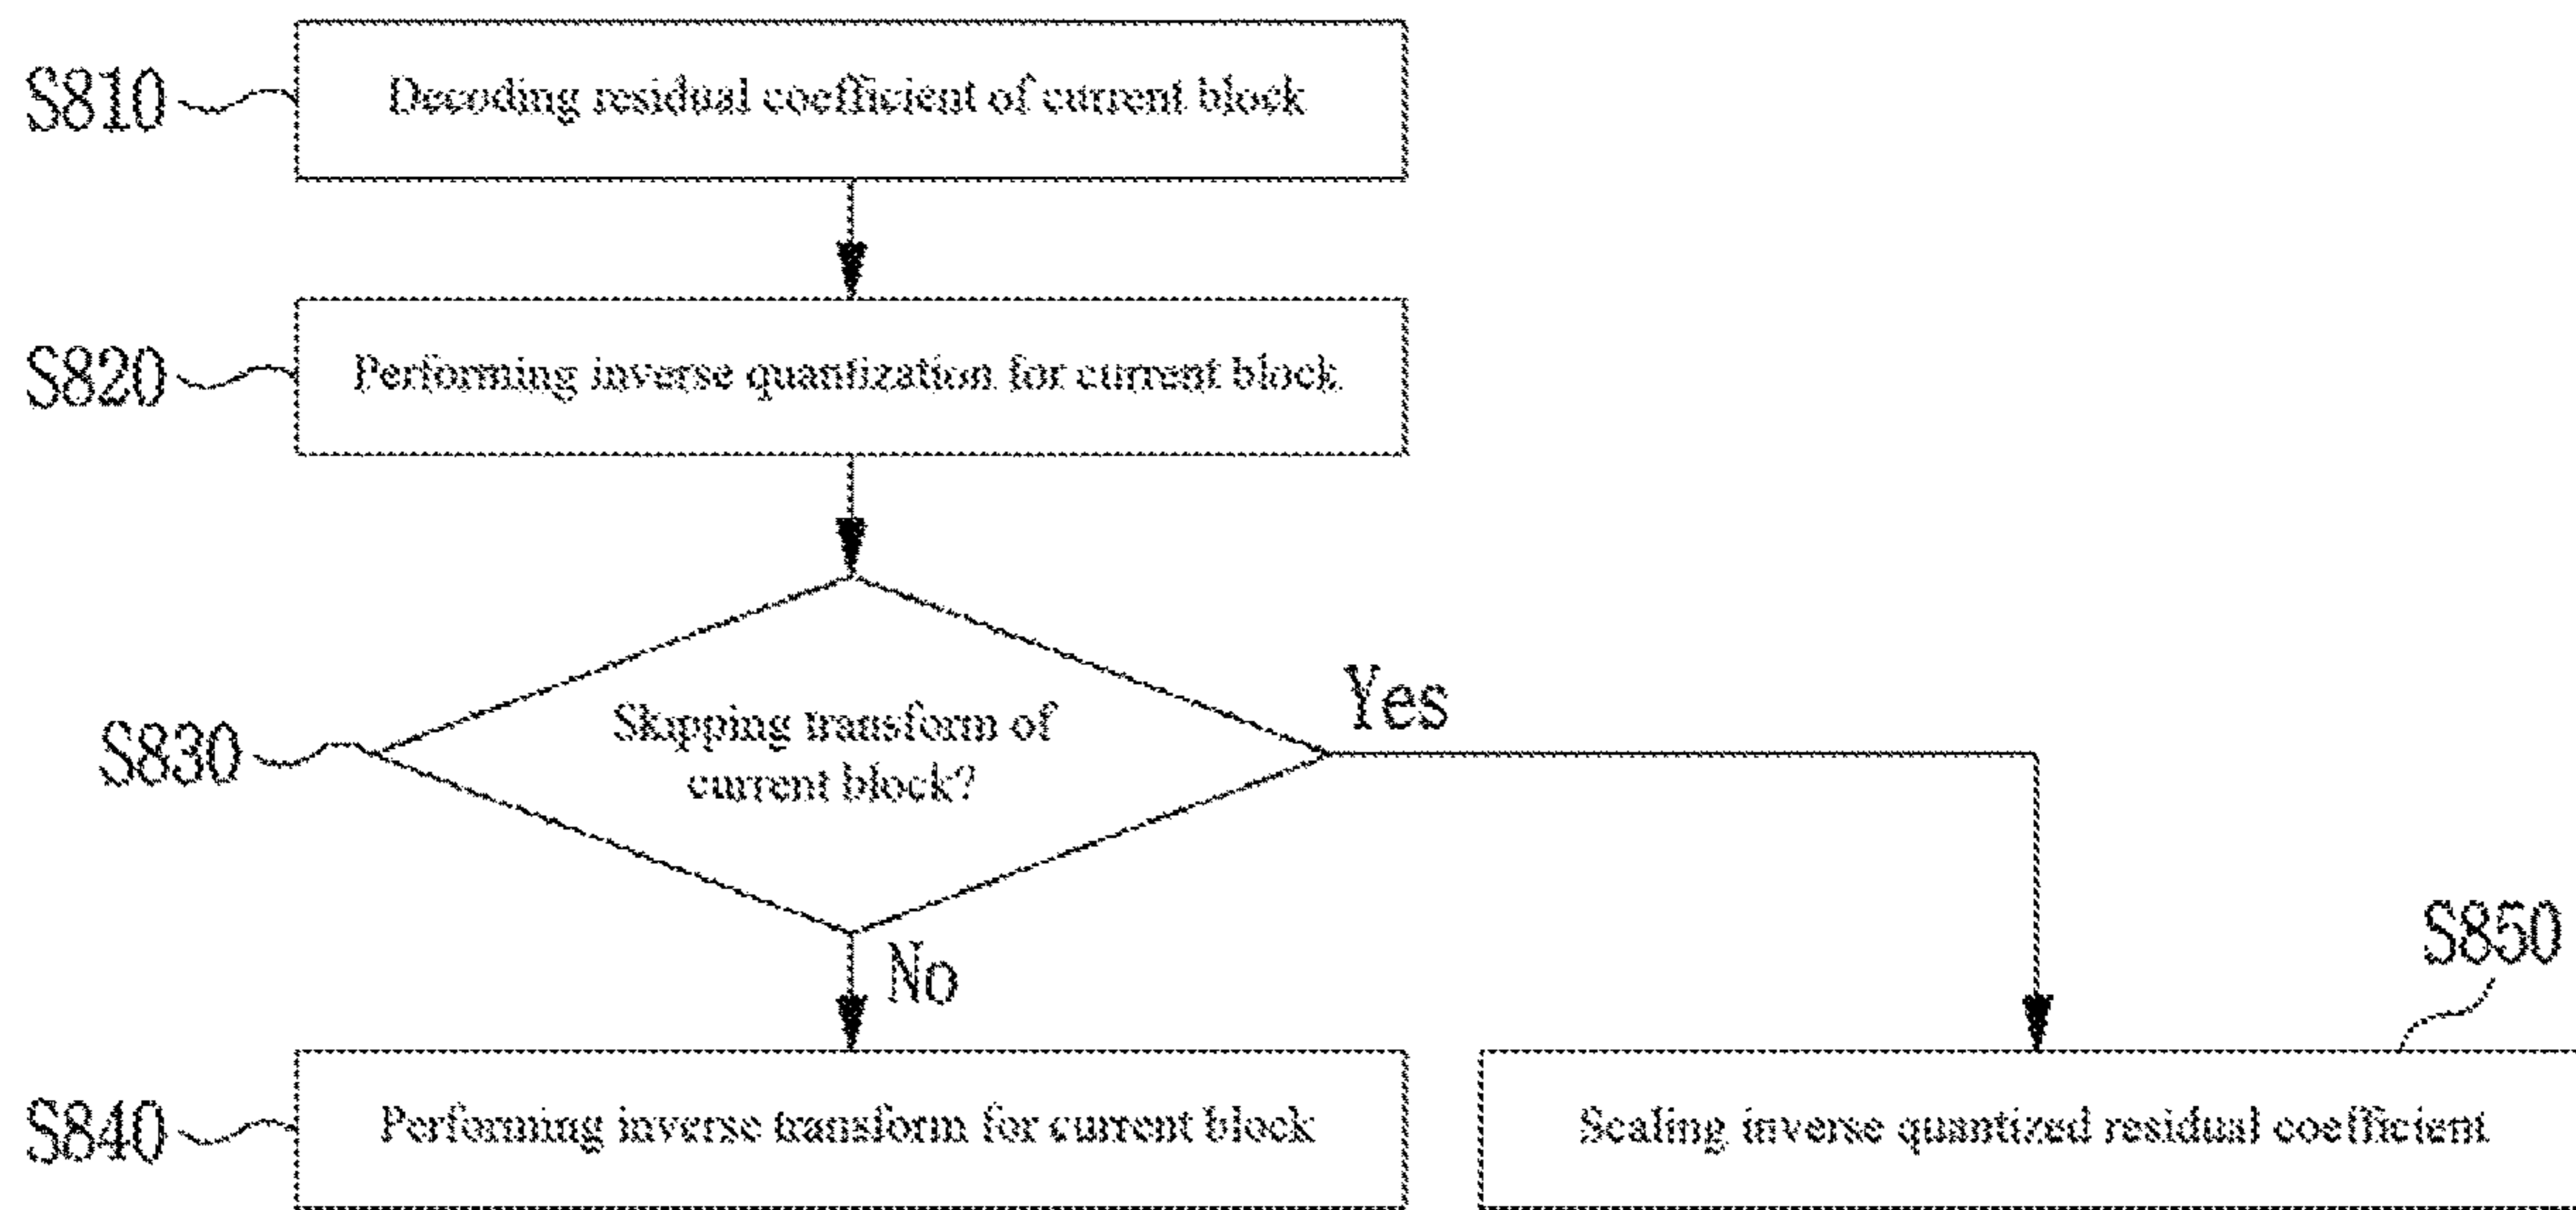 S810
Decoding residual coefficient of current block
S820
Performing inverse quantization for current block
S830
Skipping transform of
current block?
Yes
No
S850
S840
Performing inverse transform for current block
Scaling inverse quantized residual coefficient